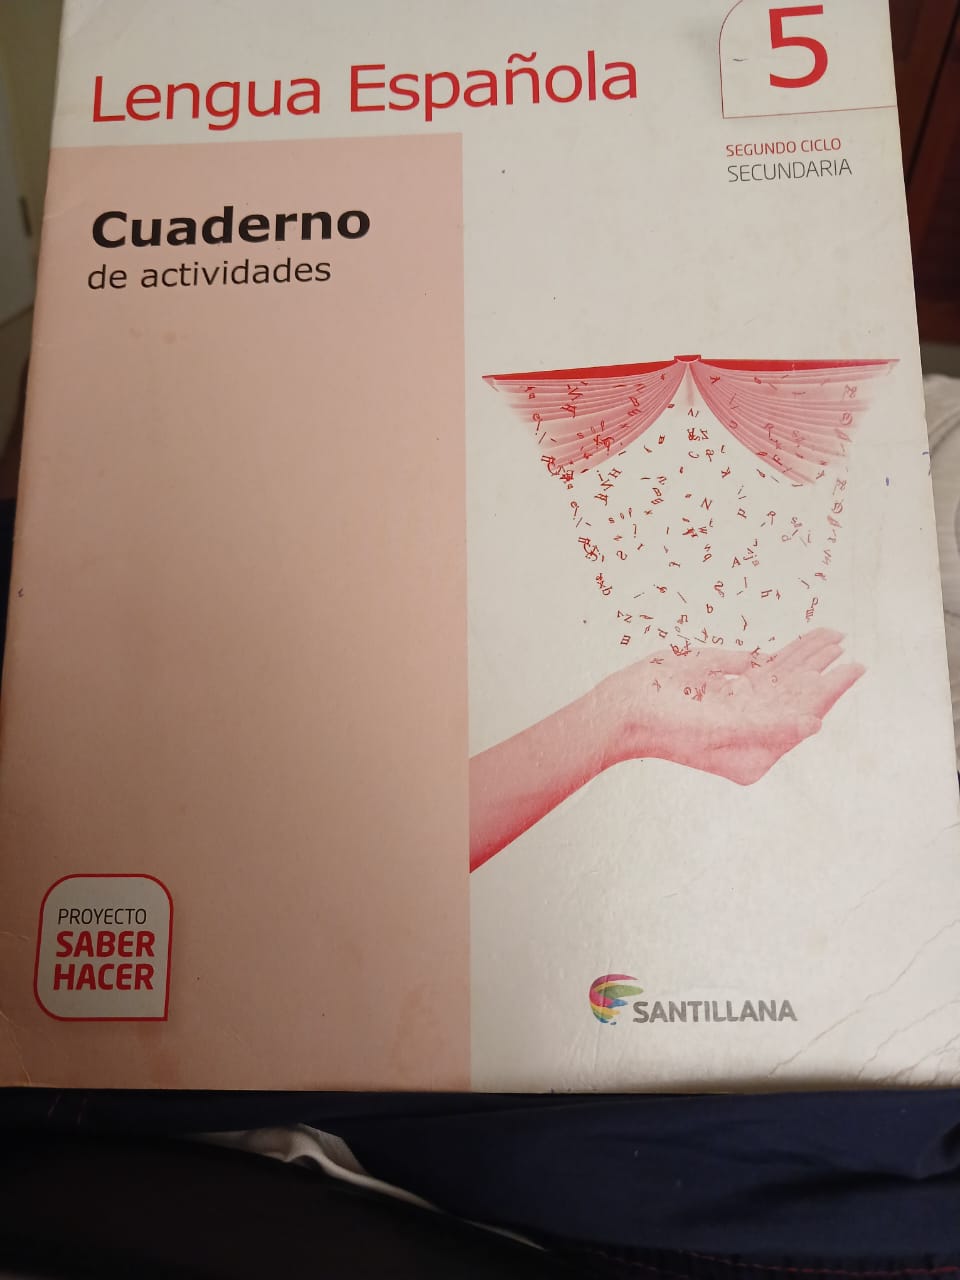 Lengua Española
5
SEGUNDO CICLO
SECUNDARIA
Cuaderno
de actividades
PROYECTO
SABER
HACER
SANTILLANA